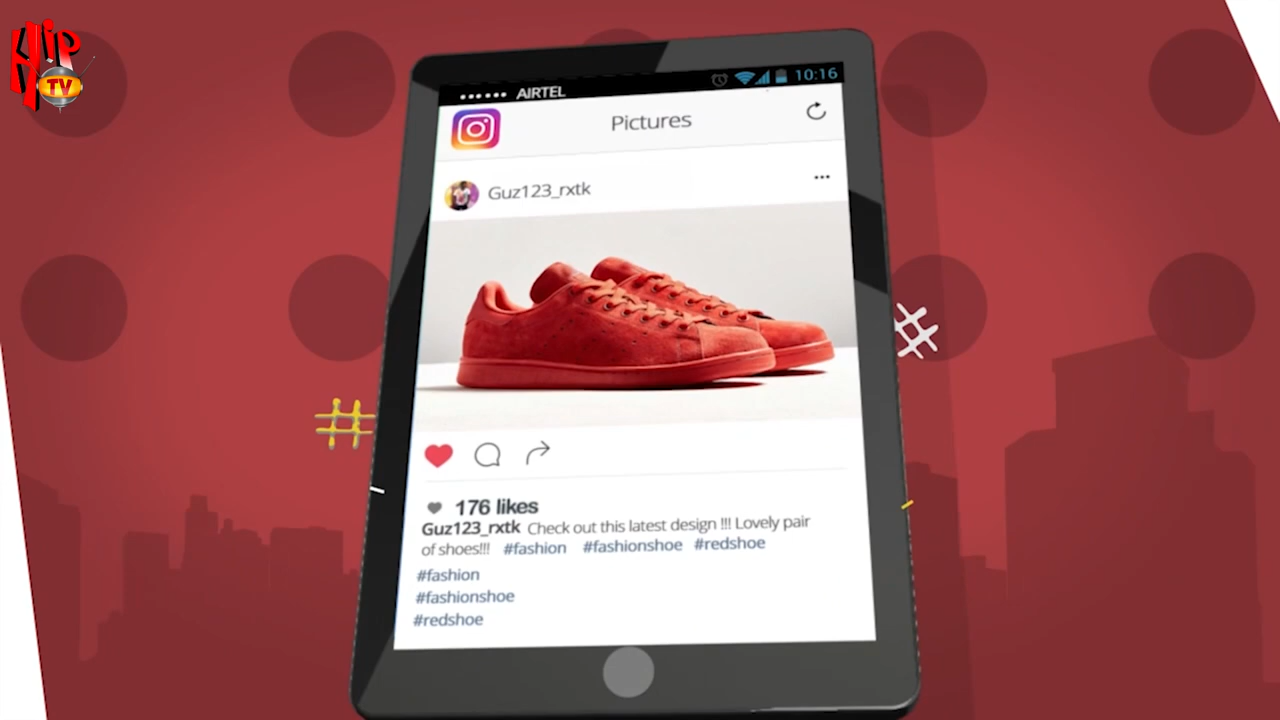 HiP
TV
AIRTEL
10:16
Pictures
Guz123_rxtk
176 likes
Guz123_rxtk Check out this latest design !!! Lovely pair
of shoes!!! #fashion #fashionshoe #redshoe
#fashion
#fashionshoe
#redshoe
#
#